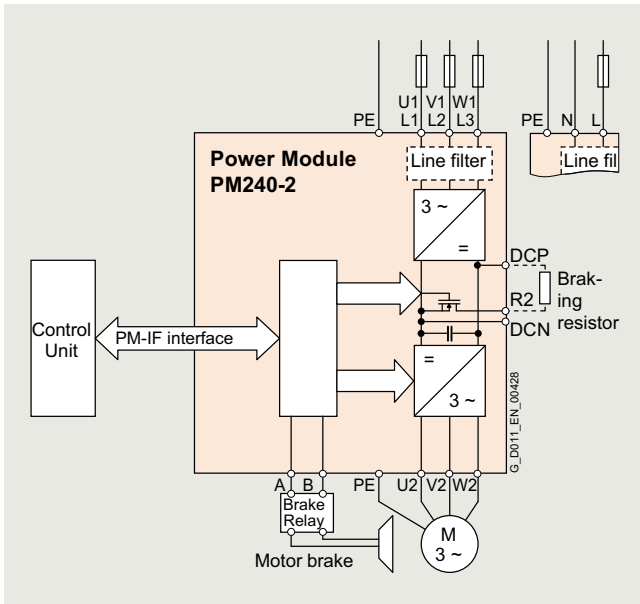 U1 V1 W1
PE L1 L2 L3
PE N L
Power Module
PM240-2
Line filter
Line fil
3 ~
=
DCP
R2
DCN
Brak-
ing
resistor
Control
Unit
PM-IF interface
=
3 ~
G_D011_EN_00428
A B PE U2 V2 W2
Brake
Relay
M
3 ~
Motor brake